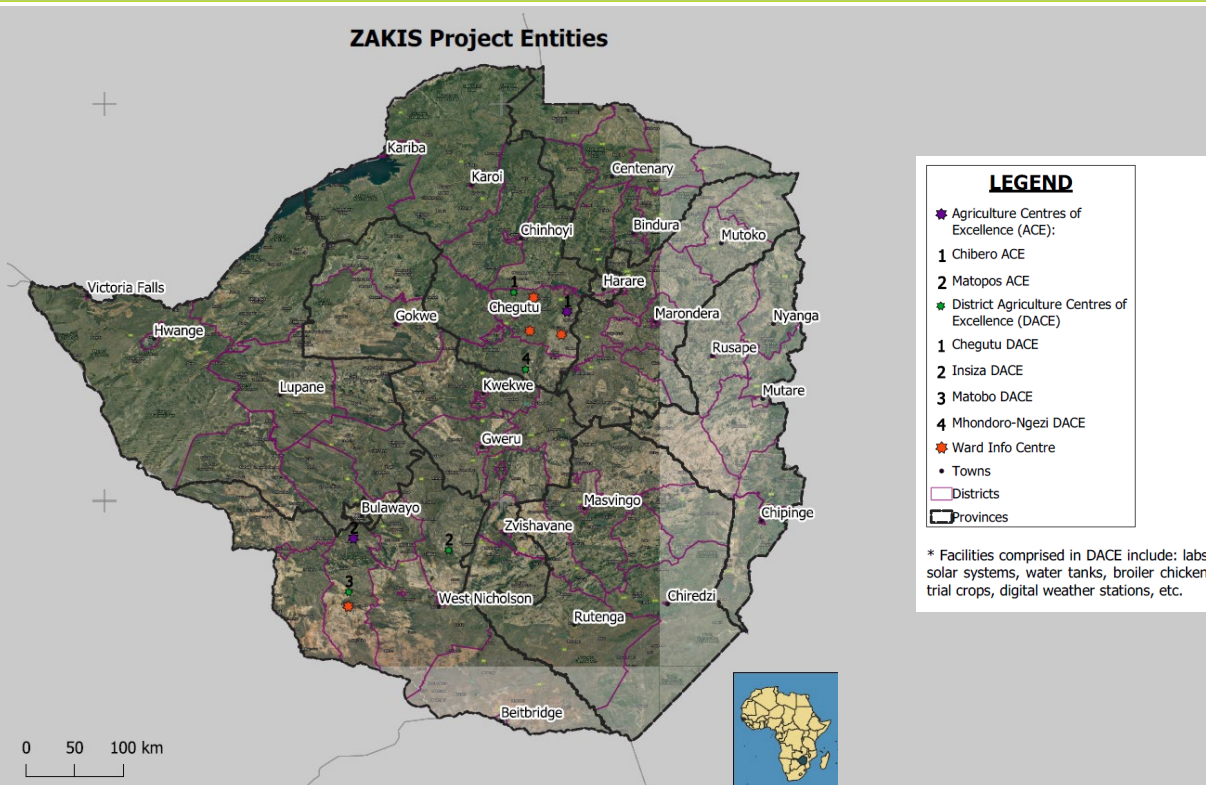 ZAKIS Project Entities
Kariba
Karoi
Centenary
Chinhoyi
Bindura
Mutoko
Victoria Falls
Harare
1
Chegutu
1
Marondera
Nyanga
Hwange
Gokwe
Rusape
4
Lupane
Kwekwe
Mutare
Gweru
Masvingo
Bulawayo
Chipinge
2
Zvishavane
2
3
West Nicholson
Chiredzi
Rutenga
Beitbridge
0 50 100 km
LEGEND
Agriculture Centres of
Excellence (ACE):
1 Chibero ACE
2 Matopos ACE
District Agriculture Centres of
Excellence (DACE)
1 Chegutu DACE
2 Insiza DACE
3 Matobo DACE
4 Mhondoro-Ngezi DACE
Ward Info Centre
Towns
Districts
Provinces
* Facilities comprised in DACE include: labs
solar systems, water tanks, broiler chicken
trial crops, digital weather stations, etc.